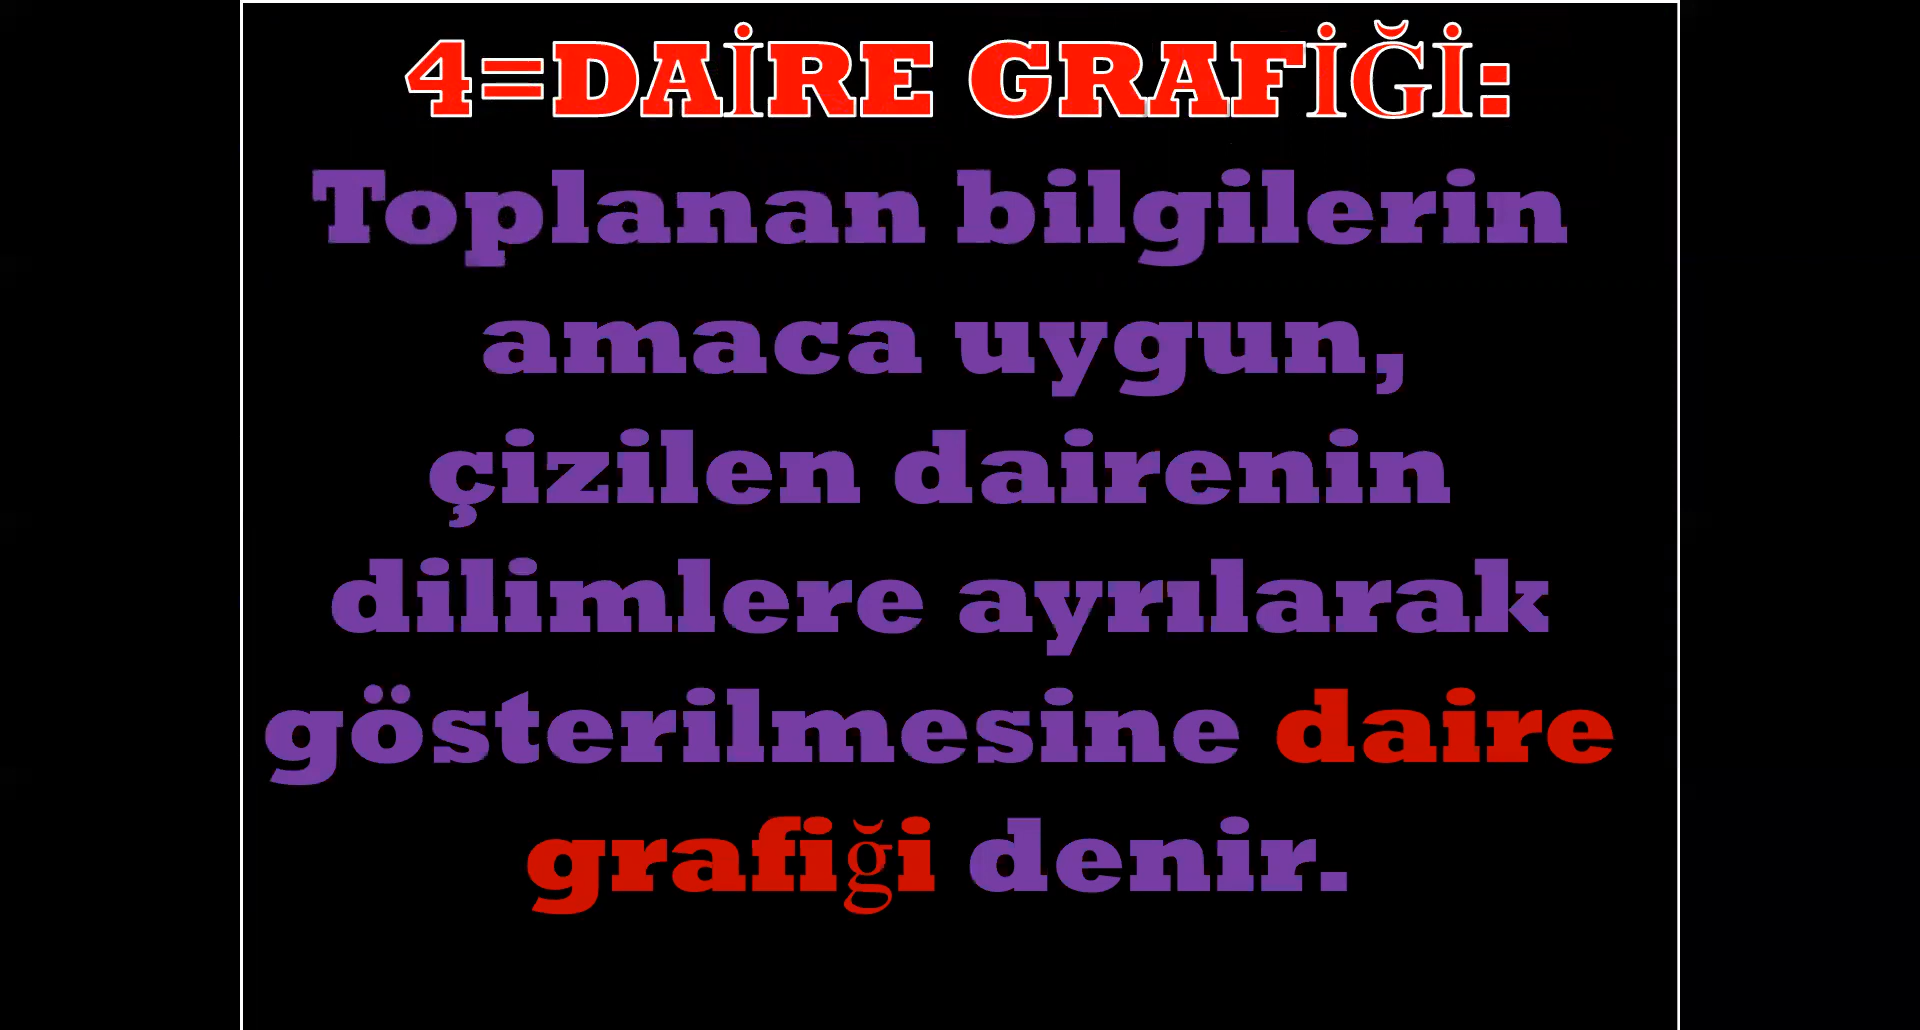 4=DAİRE GRAFİĞİ:
Toplanan bilgilerin
amaca uygun,
çizilen dairenin
dilimlere ayrılarak
gösterilmesine daire
grafiği denir.